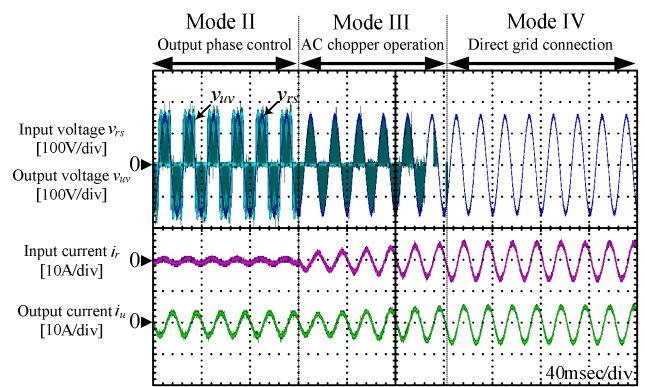 Mode II Mode III Mode IV
Output phase control AC chopper operation Direct grid connection
v_uv v_rs
Input voltage v_rs
[100V/div]
0
Output voltage v_uv
[100V/div]
Input current i_r
[10A/div]
0
Output current i_u
[10A/div]
0
40msec/div